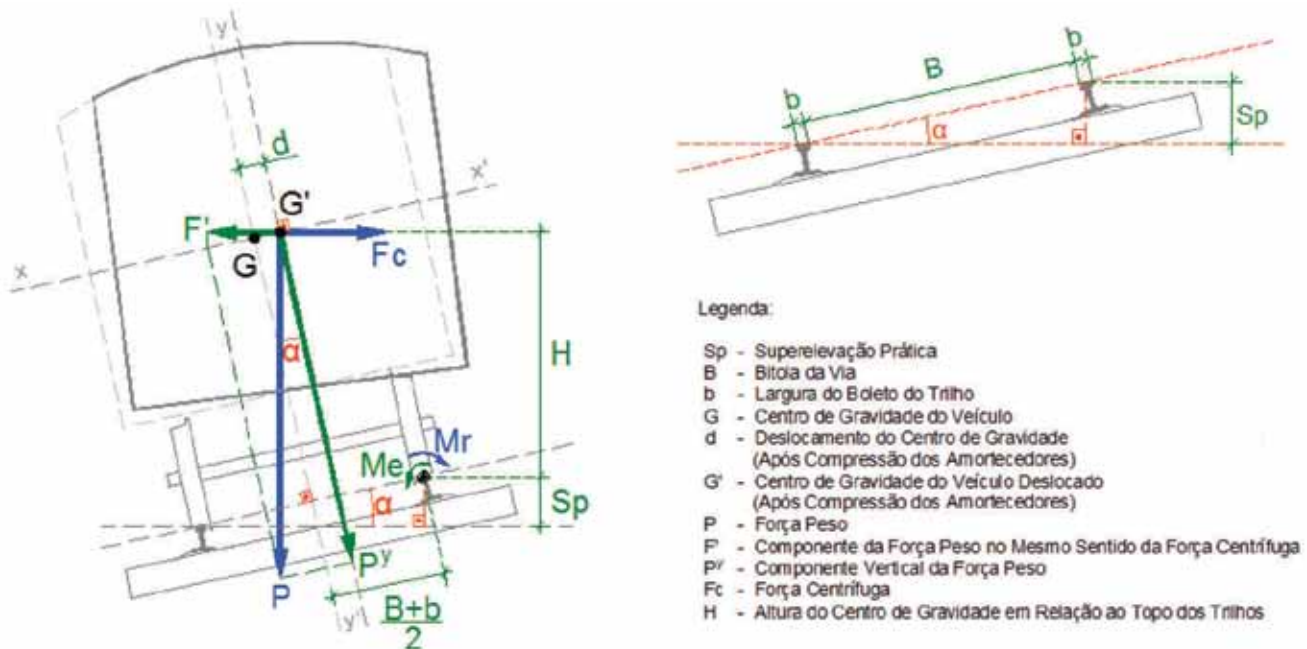 y
d
x'
G'
F'
G
Fc
x
α
H
Mr
Me
α
Sp
P
Py
y'
B+b
2
b
B
b
α
Sp
Legenda:
Sp - Superelevação Prática
B - Bitola da Via
b - Largura do Boleto do Trilho
G - Centro de Gravidade do Veículo
d - Deslocamento do Centro de Gravidade
(Após Compressão dos Amortecedores)
G' - Centro de Gravidade do Veículo Deslocado
(Após Compressão dos Amortecedores)
P - Força Peso
F' - Componente da Força Peso no Mesmo Sentido da Força Centrífuga
Py - Componente Vertical da Força Peso
Fc - Força Centrífuga
H - Altura do Centro de Gravidade em Relação ao Topo dos Trilhos